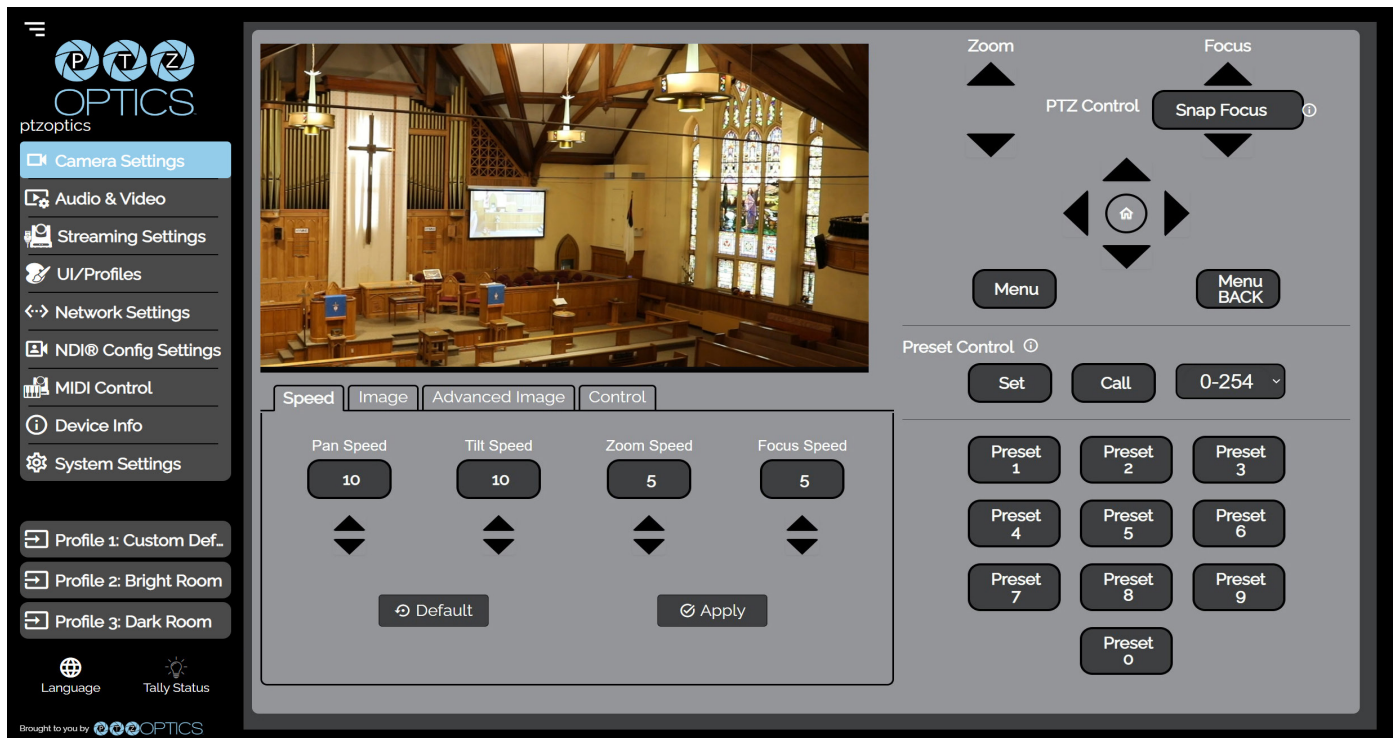 P T Z
OPTICS
ptzoptics
Camera Settings
Audio & Video
Streaming Settings
UI/Profiles
Network Settings
NDI® Config Settings
MIDI Control
Device Info
System Settings
Profile 1: Custom Def...
Profile 2: Bright Room
Profile 3: Dark Room
Language
Tally Status
Brought to you by PTZOPTICS
Speed
Image
Advanced Image
Control
Pan Speed
Tilt Speed
Zoom Speed
Focus Speed
10
10
5
5
Default
Apply
Zoom
Focus
PTZ Control
Snap Focus
Menu
Menu
BACK
Preset Control
Set
Call
0-254
Preset
1
Preset
2
Preset
3
Preset
4
Preset
5
Preset
6
Preset
7
Preset
8
Preset
9
Preset
0